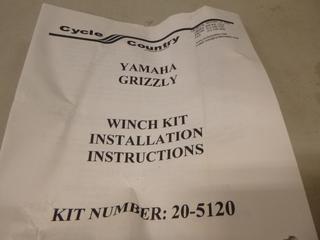 Cycle Country
YAMAHA
GRIZZLY
WINCH KIT
INSTALLATION
INSTRUCTIONS
KIT NUMBER: 20-5120